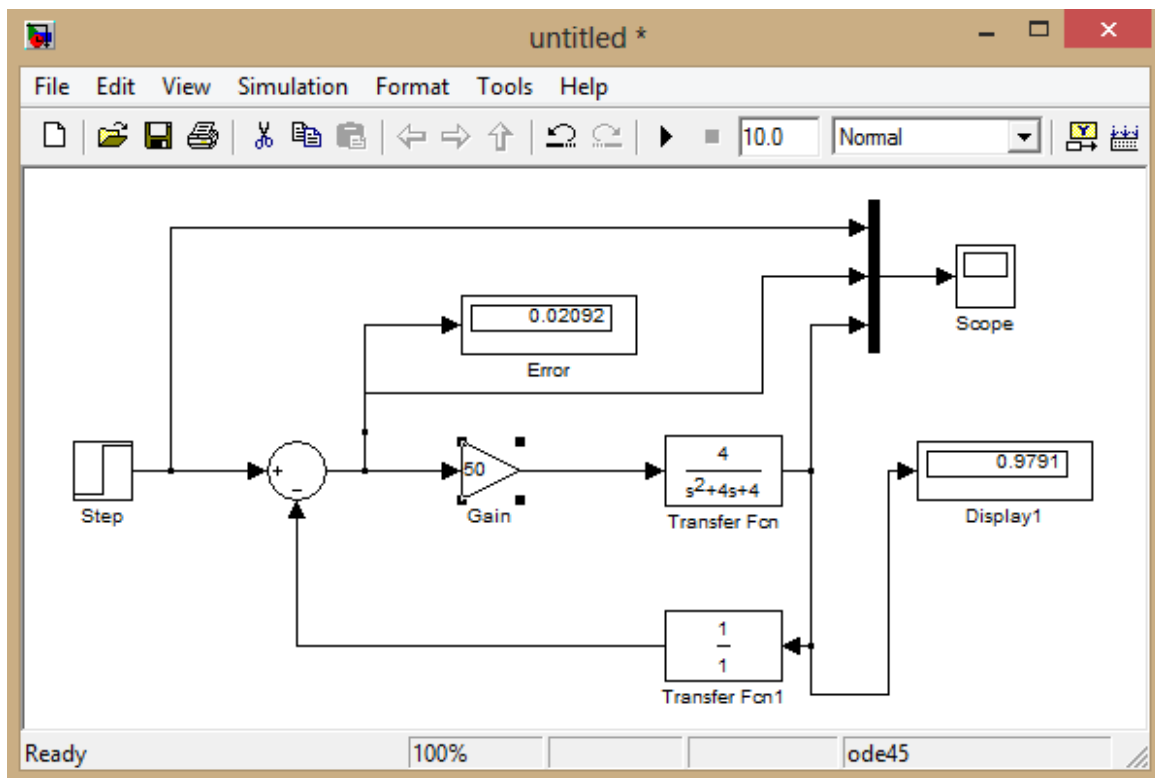 untitled *
File Edit View Simulation Format Tools Help
10.0 Normal
Scope
0.02092
Error
Step
+
−
50
Gain
4
s²+4s+4
Transfer Fcn
0.9791
Display1
1
1
Transfer Fcn1
Ready 100% ode45